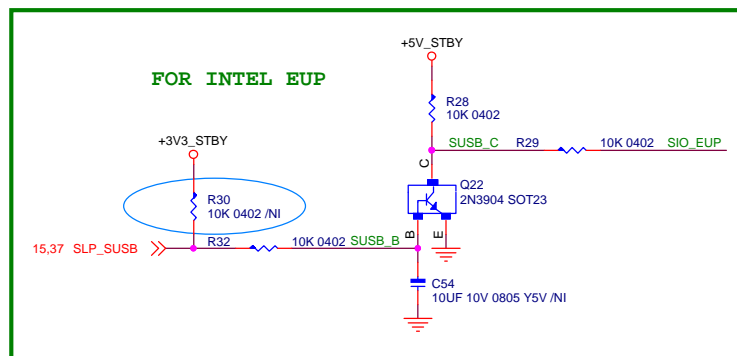 +5V_STBY
FOR INTEL EUP
R28
10K 0402
+3V3_STBY
SUSB_C R29 10K 0402 SIO_EUP
C
Q22
2N3904 SOT23
R30
10K 0402 /NI
B E
15,37 SLP_SUSB R32 10K 0402 SUSB_B
C54
10UF 10V 0805 Y5V /NI